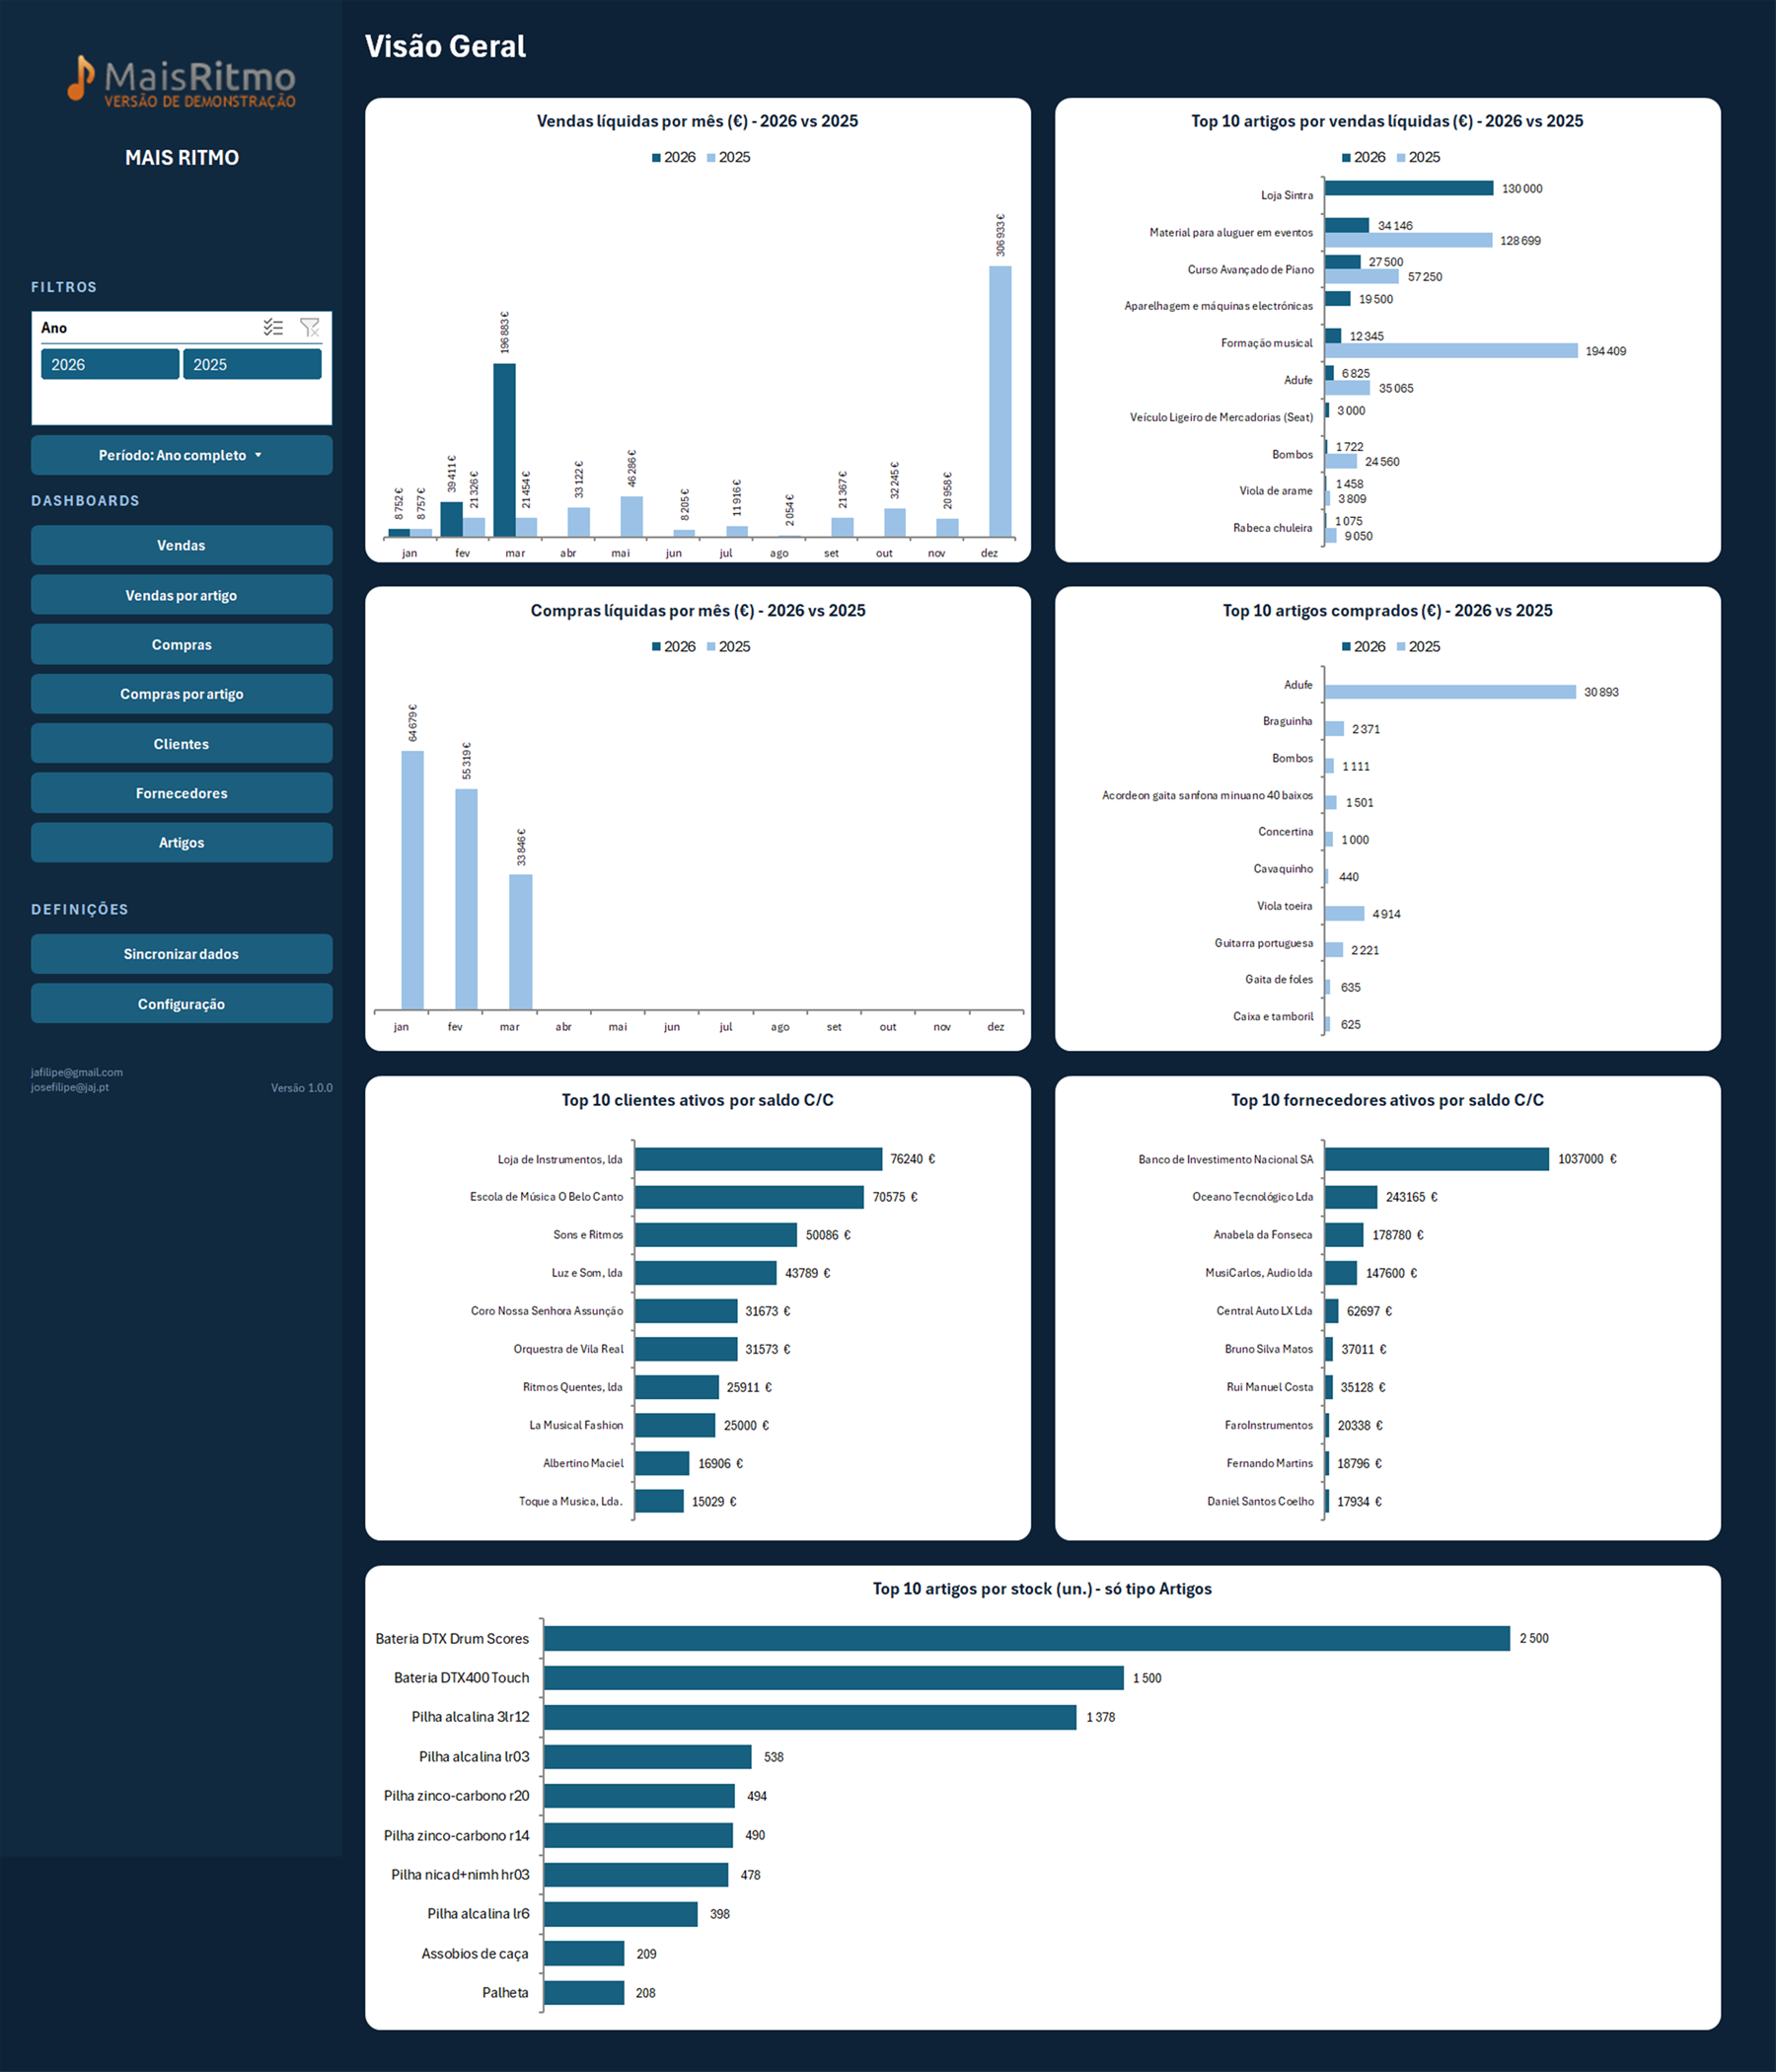 MaisRitmo
VERSÃO DE DEMONSTRAÇÃO
MAIS RITMO
FILTROS
Ano
2026 2025
Período: Ano completo
DASHBOARDS
Vendas
Vendas por artigo
Compras
Compras por artigo
Clientes
Fornecedores
Artigos
DEFINIÇÕES
Sincronizar dados
Configuração
jafilipe@gmail.com
josefilipe@jaj.pt Versão 1.0.0
Visão Geral
Vendas líquidas por mês (€) - 2026 vs 2025
2026 2025
8 752 € 8 757 € 39 411 € 21 326 € 196 883 € 21 454 € 33 122 € 46 286 € 8 205 € 11 916 € 2 054 € 21 367 € 32 245 € 20 958 € 306 933 €
jan fev mar abr mai jun jul ago set out nov dez
Top 10 artigos por vendas líquidas (€) - 2026 vs 2025
2026 2025
Loja Sintra 130 000
Material para aluguer em eventos 34 146 128 699
Curso Avançado de Piano 27 500 57 250
Aparelhagem e máquinas electrónicas 19 500
Formação musical 12 345 194 409
Adufe 6 825 35 065
Veículo Ligeiro de Mercadorias (Seat) 3 000
Bombos 1 722 24 560
Viola de arame 1 458 3 809
Rabeca chuleira 1 075 9 050
Compras líquidas por mês (€) - 2026 vs 2025
2026 2025
64 679 € 55 319 € 33 846 €
jan fev mar abr mai jun jul ago set out nov dez
Top 10 artigos comprados (€) - 2026 vs 2025
2026 2025
Adufe 30 893
Braguinha 2 371
Bombos 1 111
Acordeon gaita sanfona minuano 40 baixos 1 501
Concertina 1 000
Cavaquinho 440
Viola toeira 4 914
Guitarra portuguesa 2 221
Gaita de foles 635
Caixa e tamboril 625
Top 10 clientes ativos por saldo C/C
Loja de Instrumentos, lda 76240 €
Escola de Música O Belo Canto 70575 €
Sons e Ritmos 50086 €
Luz e Som, lda 43789 €
Coro Nossa Senhora Assunção 31673 €
Orquestra de Vila Real 31573 €
Ritmos Quentes, lda 25911 €
La Musical Fashion 25000 €
Albertino Maciel 16906 €
Toque a Musica, Lda. 15029 €
Top 10 fornecedores ativos por saldo C/C
Banco de Investimento Nacional SA 1037000 €
Oceano Tecnológico Lda 243165 €
Anabela da Fonseca 178780 €
MusiCarlos, Audio lda 147600 €
Central Auto LX Lda 62697 €
Bruno Silva Matos 37011 €
Rui Manuel Costa 35128 €
FaroInstrumentos 20338 €
Fernando Martins 18796 €
Daniel Santos Coelho 17934 €
Top 10 artigos por stock (un.) - só tipo Artigos
Bateria DTX Drum Scores 2 500
Bateria DTX400 Touch 1 500
Pilha alcalina 3lr12 1 378
Pilha alcalina lr03 538
Pilha zinco-carbono r20 494
Pilha zinco-carbono r14 490
Pilha nicad+nimh hr03 478
Pilha alcalina lr6 398
Assobios de caça 209
Palheta 208